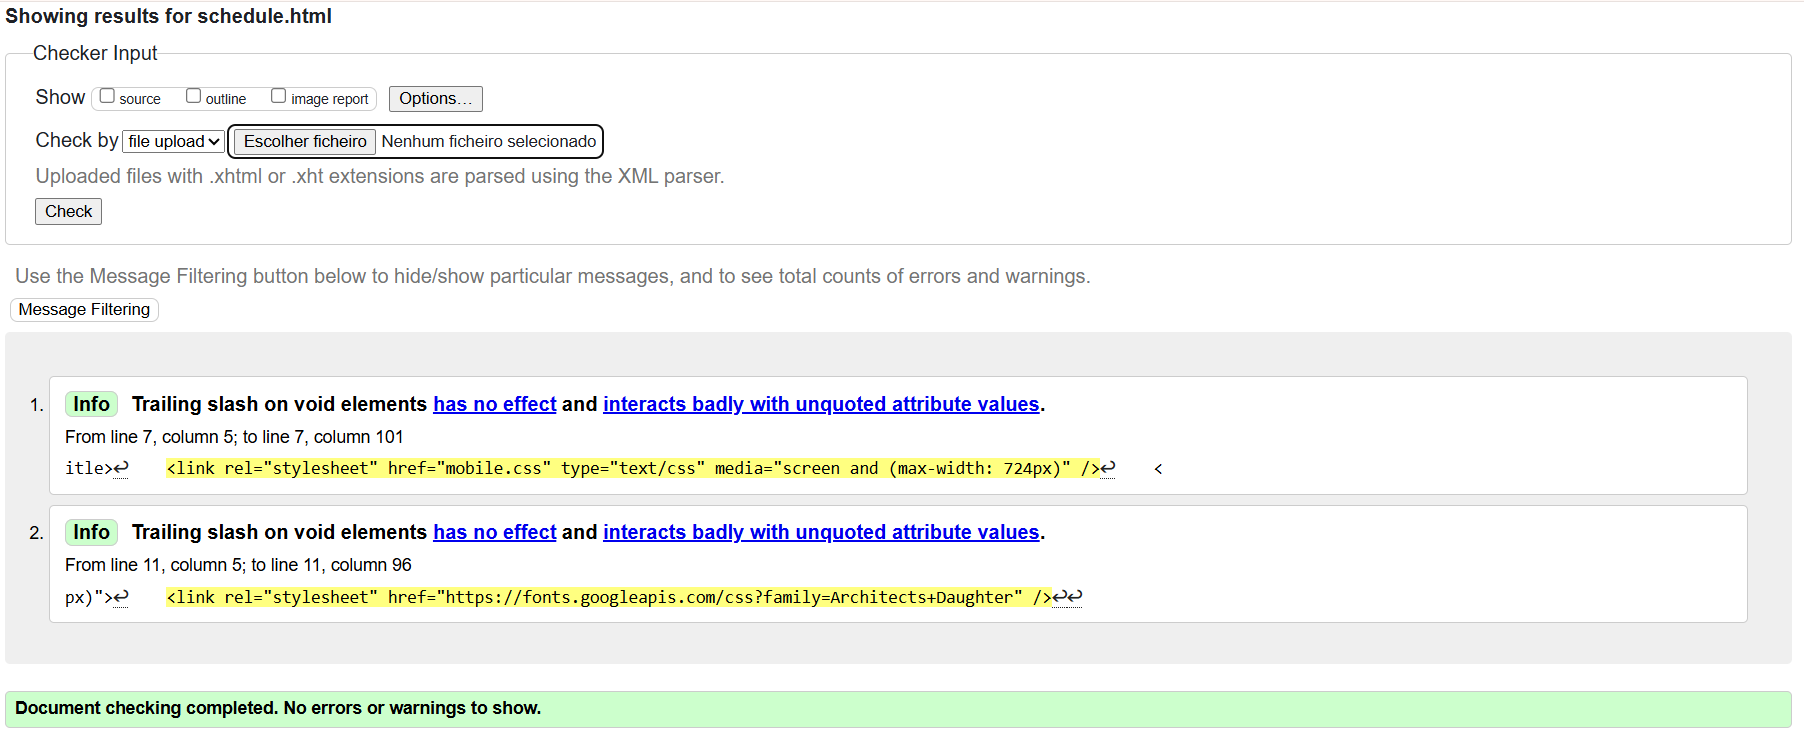 Showing results for schedule.html
Checker Input
Show source outline image report Options...
Check by file upload Escolher ficheiro Nenhum ficheiro selecionado
Uploaded files with .xhtml or .xht extensions are parsed using the XML parser.
Check
Use the Message Filtering button below to hide/show particular messages, and to see total counts of errors and warnings.
Message Filtering
1. Info Trailing slash on void elements has no effect and interacts badly with unquoted attribute values.
From line 7, column 5; to line 7, column 101
itle>↩    <link rel="stylesheet" href="mobile.css" type="text/css" media="screen and (max-width: 724px)" />↩    <
2. Info Trailing slash on void elements has no effect and interacts badly with unquoted attribute values.
From line 11, column 5; to line 11, column 96
px)">↩    <link rel="stylesheet" href="https://fonts.googleapis.com/css?family=Architects+Daughter" />↩↩
Document checking completed. No errors or warnings to show.